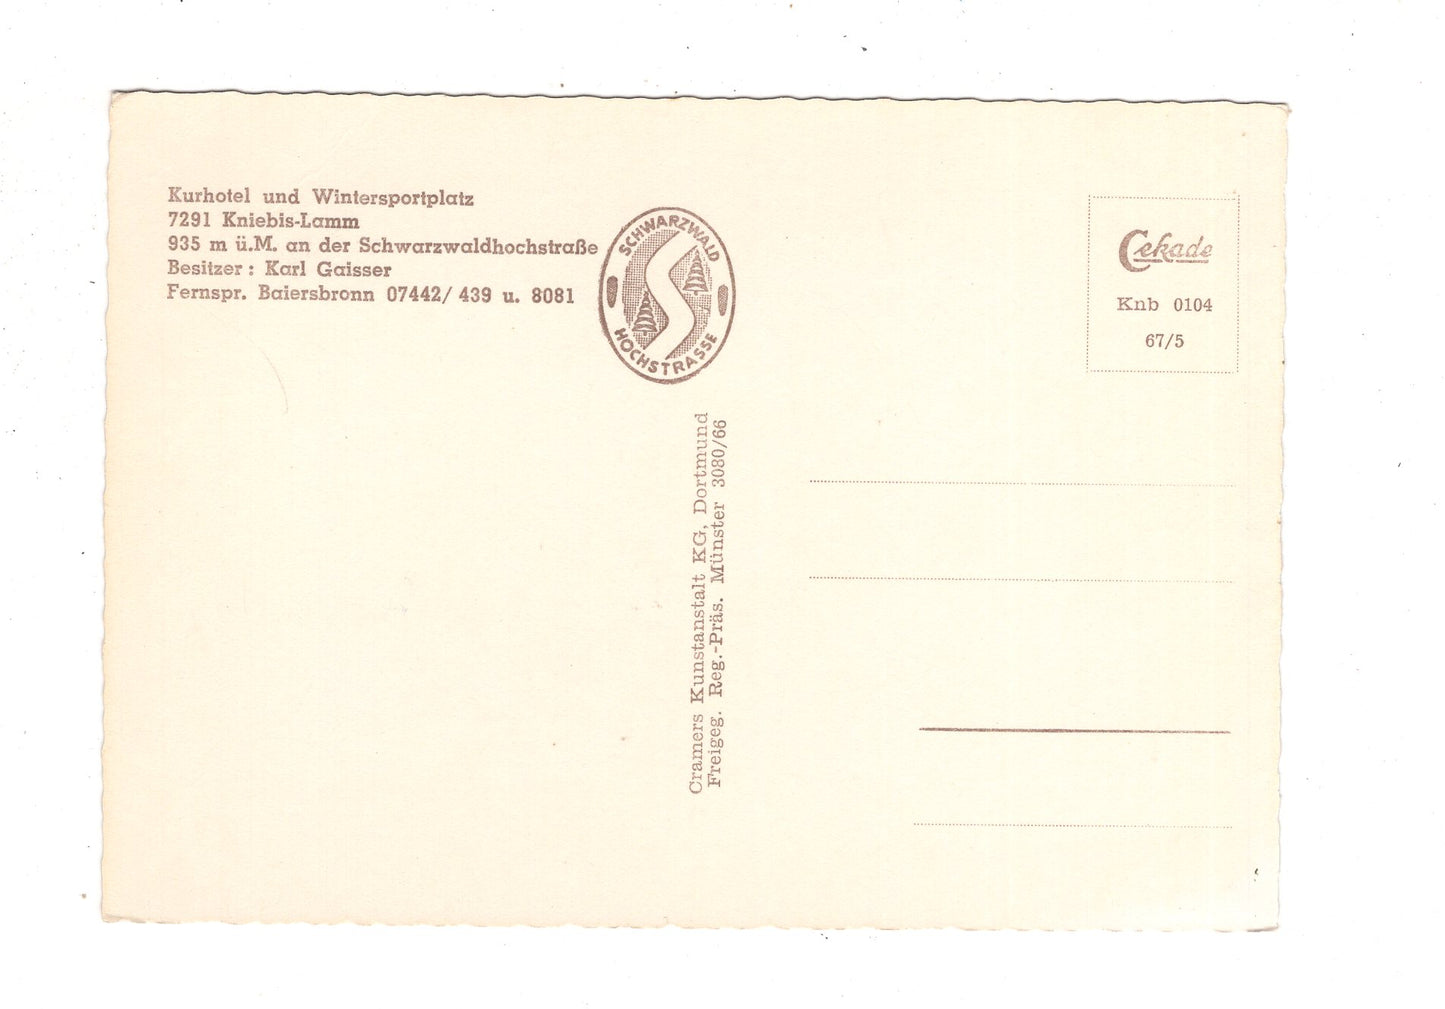 Kurhotel und Wintersportplatz
7291 Kniebis-Lamm
935 m ü.M. an der Schwarzwaldhochstraße
Besitzer: Karl Gaisser
Fernspr. Baiersbronn 07442/ 439 u. 8081
SCHWARZWALD
HOCHSTRASSE
Cramers Kunstanstalt KG, Dortmund
Freigeg. Reg.-Präs. Münster 3080/66
Cekade
Knb 0104
67/5